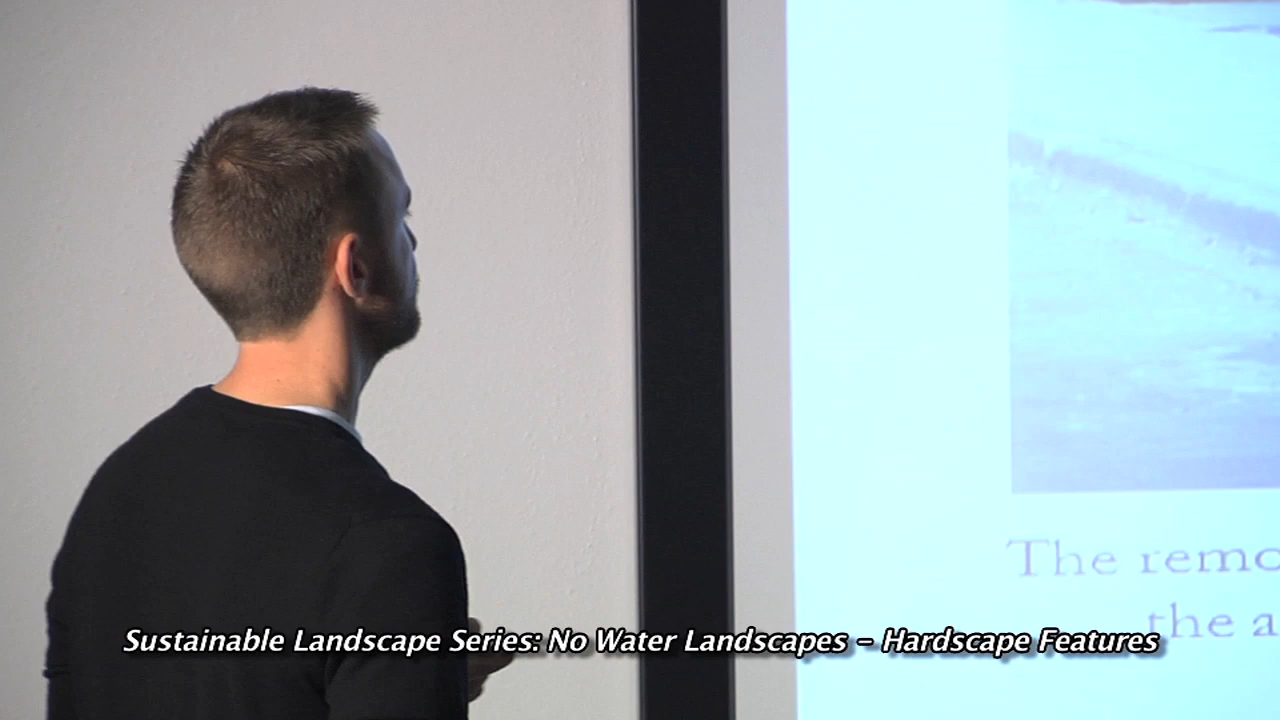 The remo
the a
Sustainable Landscape Series: No Water Landscapes - Hardscape Features